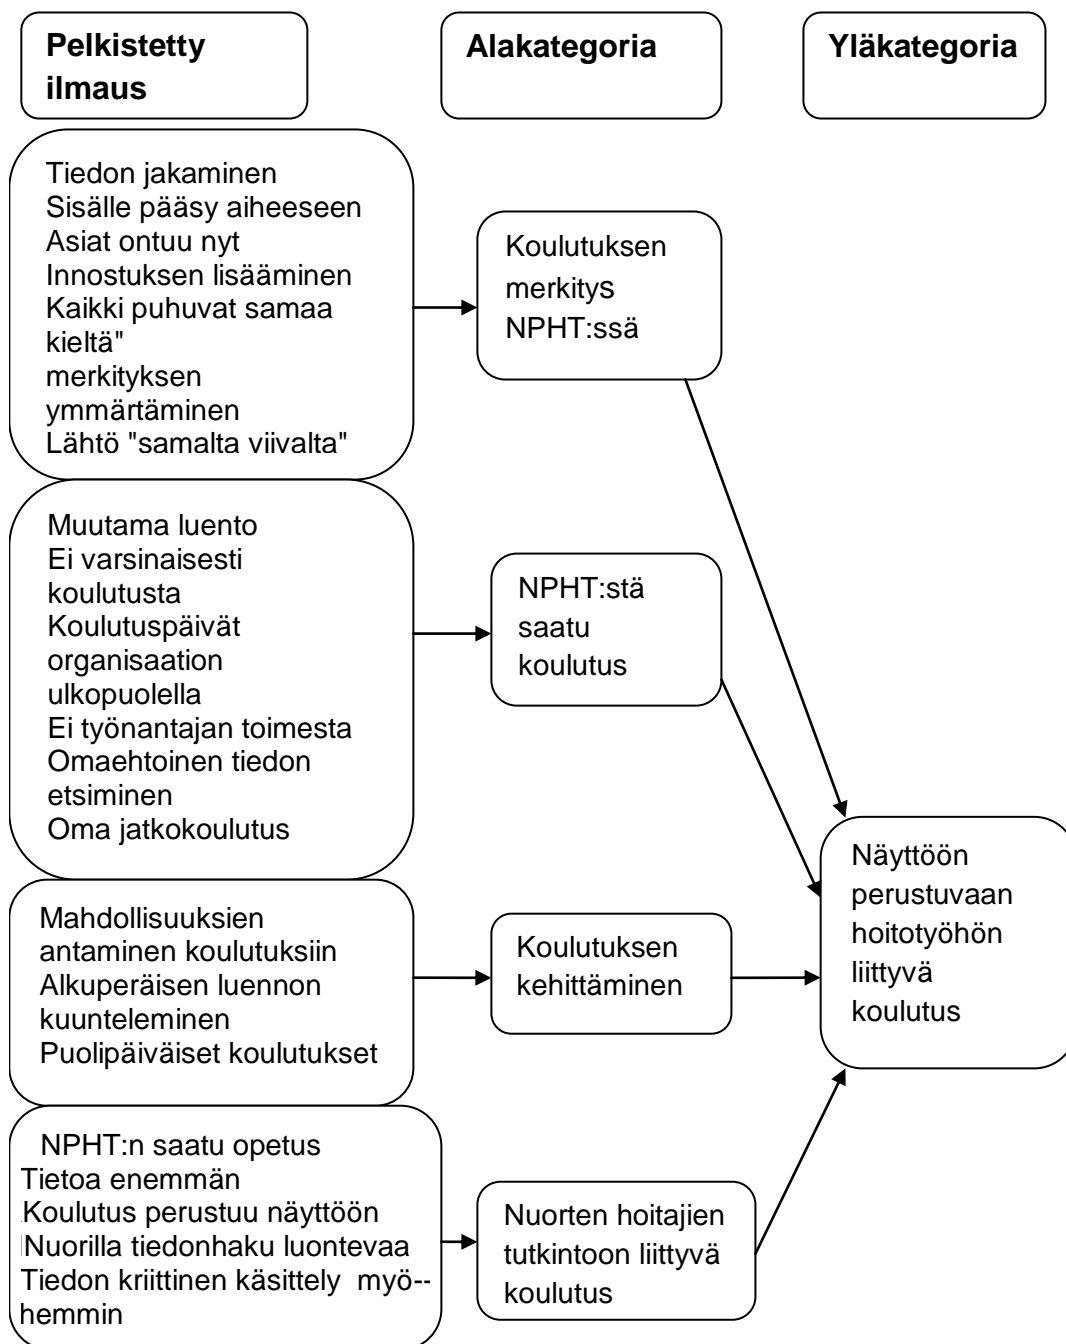 Pelkistetty
ilmaus
Alakategoria
Yläkategoria
Tiedon jakaminen
Sisälle pääsy aiheeseen
Asiat ontuu nyt
Innostuksen lisääminen
Kaikki puhuvat samaa
kieltä"
merkityksen
ymmärtäminen
Lähtö "samalta viivalta"
Koulutuksen
merkitys
NPHT:ssä
Muutama luento
Ei varsinaisesti
koulutusta
Koulutuspäivät
organisaation
ulkopuolella
Ei työnantajan toimesta
Omaehtoinen tiedon
etsiminen
Oma jatkokoulutus
NPHT:stä
saatu
koulutus
Mahdollisuuksien
antaminen koulutuksiin
Alkuperäisen luennon
kuunteleminen
Puolipäiväiset koulutukset
Koulutuksen
kehittäminen
NPHT:n saatu opetus
Tietoa enemmän
Koulutus perustuu näyttöön
Nuorilla tiedonhaku luontevaa
Tiedon kriittinen käsittely myö--
hemmin
Nuorten hoitajien
tutkintoon liittyvä
koulutus
Näyttöön
perustuvaan
hoitotyöhön
liittyvä
koulutus